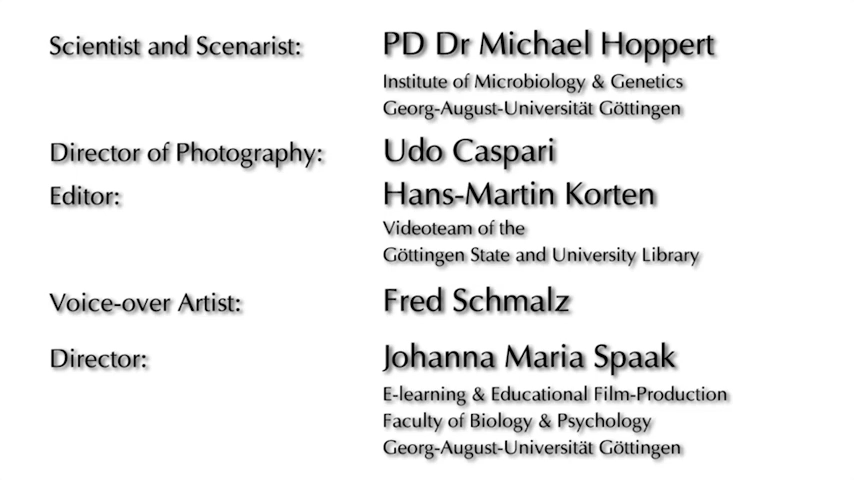 Scientist and Scenarist: PD Dr Michael Hoppert
Institute of Microbiology & Genetics
Georg-August-Universität Göttingen
Director of Photography: Udo Caspari
Editor: Hans-Martin Korten
Videoteam of the
Göttingen State and University Library
Voice-over Artist: Fred Schmalz
Director: Johanna Maria Spaak
E-learning & Educational Film-Production
Faculty of Biology & Psychology
Georg-August-Universität Göttingen